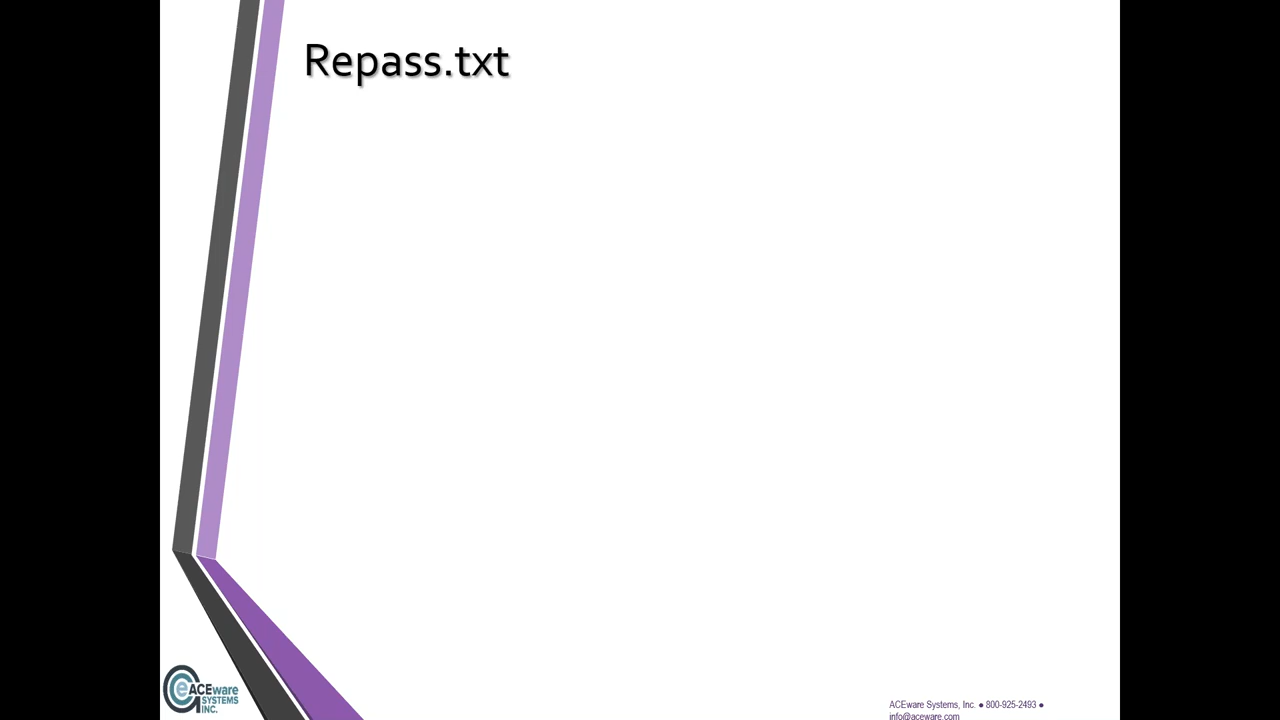 Repass.txt
ACEware
SYSTEMS
INC.
ACEware Systems, Inc. ● 800-925-2493 ●
info@aceware.com